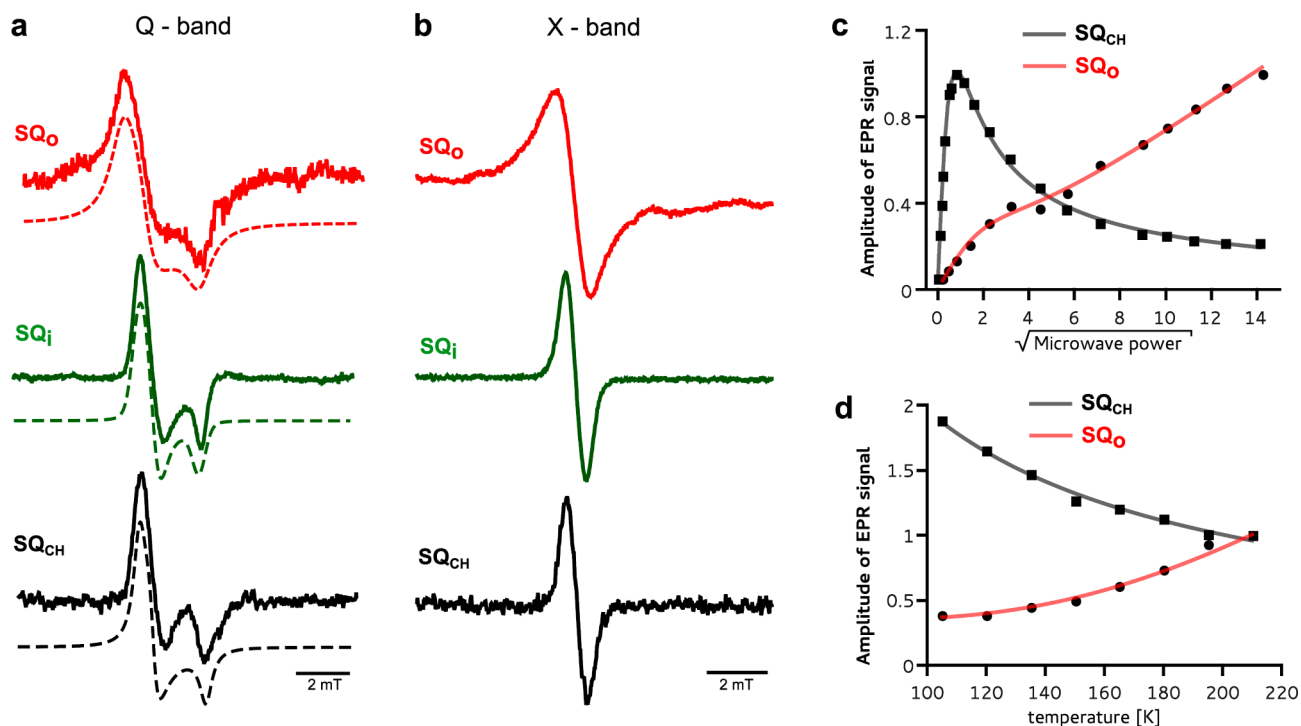 a
Q - band
SQo
SQi
SQCH
2 mT
b
X - band
SQo
SQi
SQCH
2 mT
c
SQCH
SQo
Amplitude of EPR signal
1.2
0.8
0.4
0
0 2 4 6 8 10 12 14
√Microwave power
d
SQCH
SQo
Amplitude of EPR signal
2
1.5
1
0.5
0
100 120 140 160 180 200 220
temperature [K]